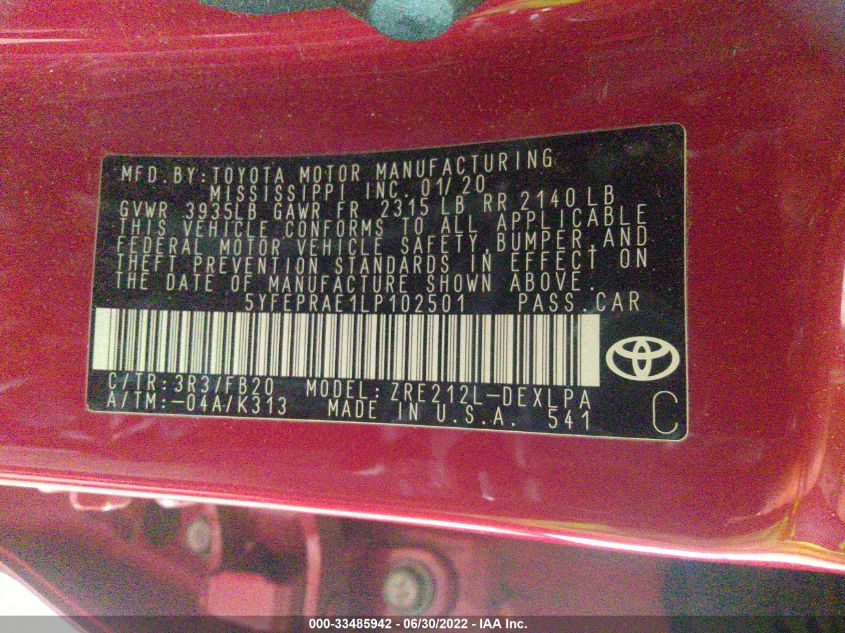 MFD.BY:TOYOTA MOTOR MANUFACTURING
MISSISSIPPI INC. 01/20
GVWR 3935LB GAWR FR 2315 LB RR 2140 LB
THIS VEHICLE CONFORMS TO ALL APPLICABLE
FEDERAL MOTOR VEHICLE SAFETY,BUMPER,AND
THEFT PREVENTION STANDARDS IN EFFECT ON
THE DATE OF MANUFACTURE SHOWN ABOVE.
5YFEPRAE1LP102501 PASS.CAR
C/TR:3R3/FB20 MODEL:ZRE212L-DEXLPA
A/TM:-04A/K313 MADE IN U.S.A. 541
C
000-33485942 - 06/30/2022 - IAA Inc.